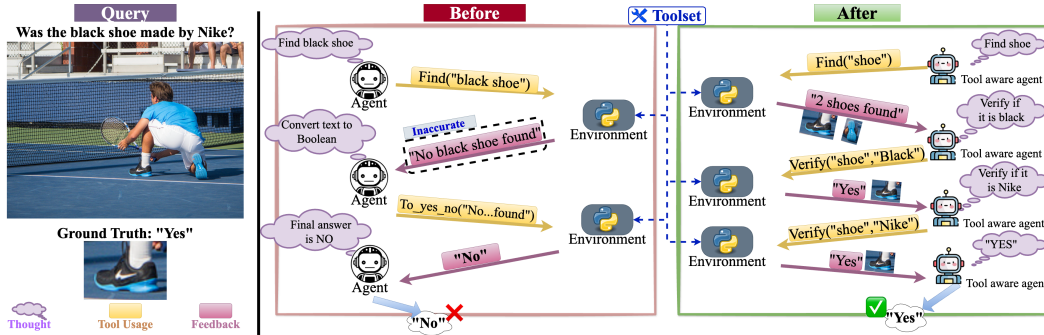 Query
Was the black shoe made by Nike?
Ground Truth: "Yes"
Thought
Tool Usage
Feedback
Before
Find black shoe
Agent
Find("black shoe")
Environment
Convert text to
Boolean
Inaccurate
"No black shoe found"
Agent
To_yes_no("No...found")
Environment
Final answer
is NO
"No"
Agent
"No"
Toolset
After
Find shoe
Find("shoe")
Tool aware agent
Environment
"2 shoes found"
Verify if
it is black
Tool aware agent
Verify("shoe","Black")
Environment
Verify if it
is Nike
"Yes"
Tool aware agent
Verify("shoe","Nike")
Environment
"YES"
"Yes"
Tool aware agent
"Yes"